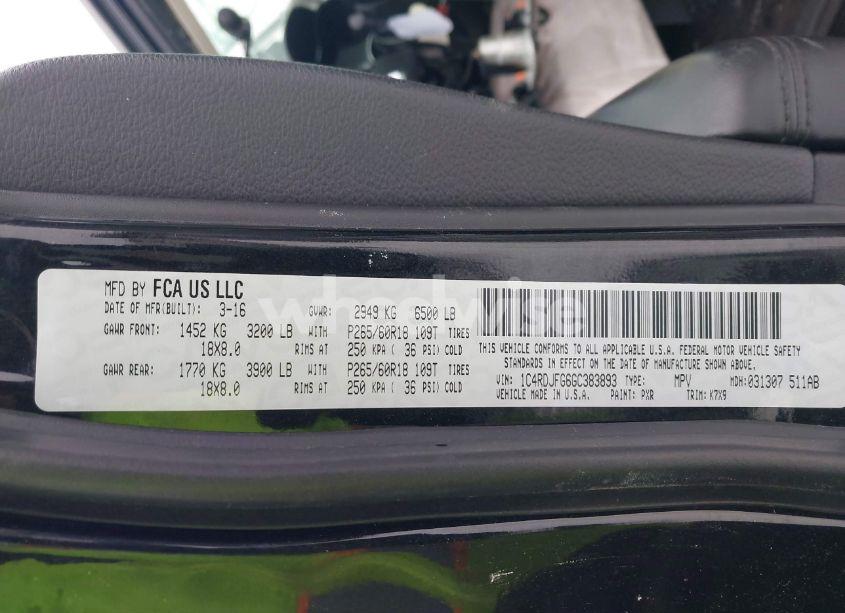 MFD BY FCA US LLC
DATE OF MFR(BUILT): 3-16 GVWR: 2949 KG 6500 LB
GAWR FRONT: 1452 KG 3200 LB WITH P265/60R18 109T TIRES
18X8.0 RIMS AT 250 KPA ( 36 PSI) COLD
GAWR REAR: 1770 KG 3900 LB WITH P265/60R18 109T TIRES
18X8.0 RIMS AT 250 KPA ( 36 PSI) COLD
THIS VEHICLE CONFORMS TO ALL APPLICABLE U.S.A. FEDERAL MOTOR VEHICLE SAFETY
STANDARDS IN EFFECT ON THE DATE OF MANUFACTURE SHOWN ABOVE.
VIN: 1C4RDJFG6GC383893 TYPE: MPV MDH: 031307 511AB
VEHICLE MADE IN U.S.A. PAINT: PXR TRIM: K7X9